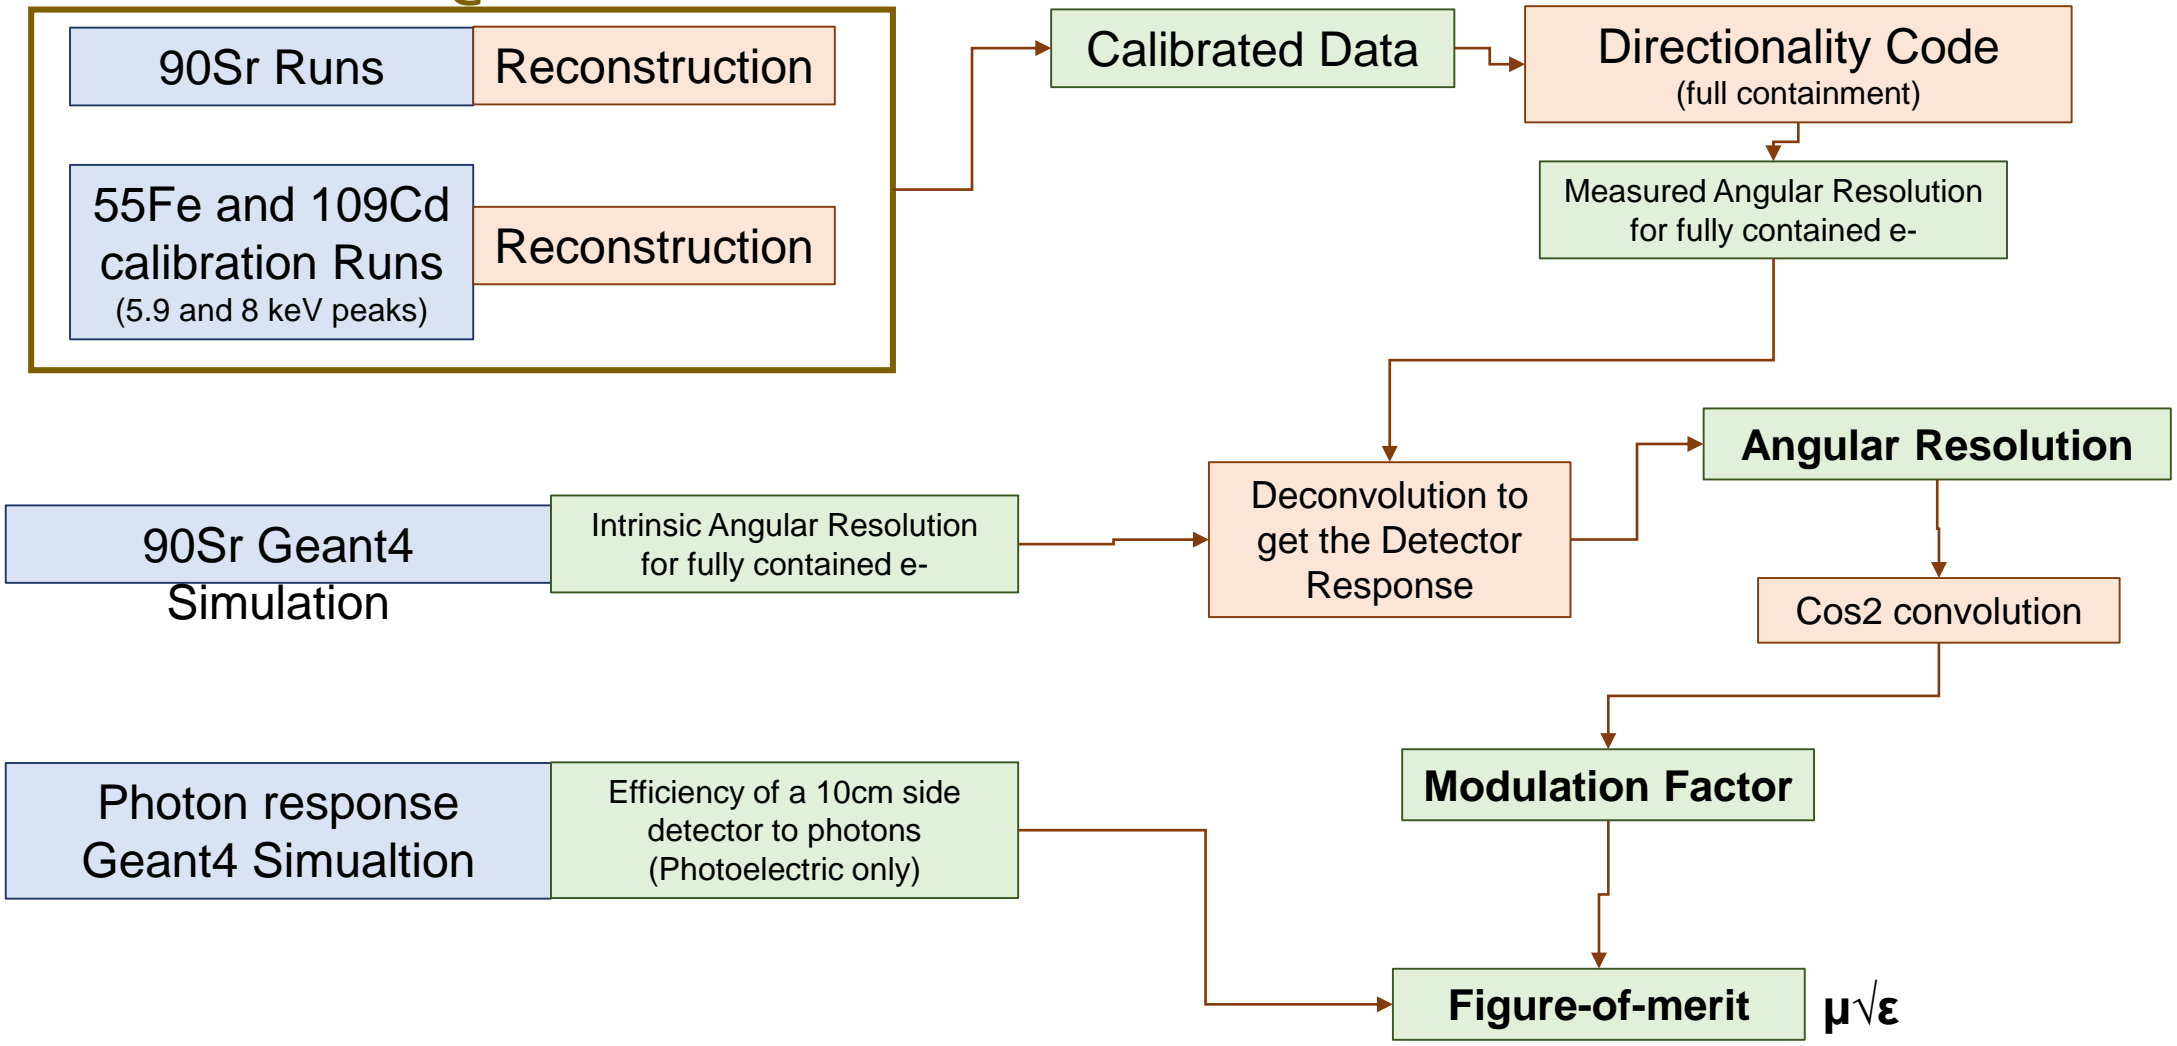 90Sr Runs
Reconstruction
55Fe and 109Cd
calibration Runs
(5.9 and 8 keV peaks)
Reconstruction
Calibrated Data
Directionality Code
(full containment)
Measured Angular Resolution
for fully contained e-
90Sr Geant4
Simulation
Intrinsic Angular Resolution
for fully contained e-
Deconvolution to
get the Detector
Response
Angular Resolution
Cos2 convolution
Photon response
Geant4 Simualtion
Efficiency of a 10cm side
detector to photons
(Photoelectric only)
Modulation Factor
Figure-of-merit
μ√ε